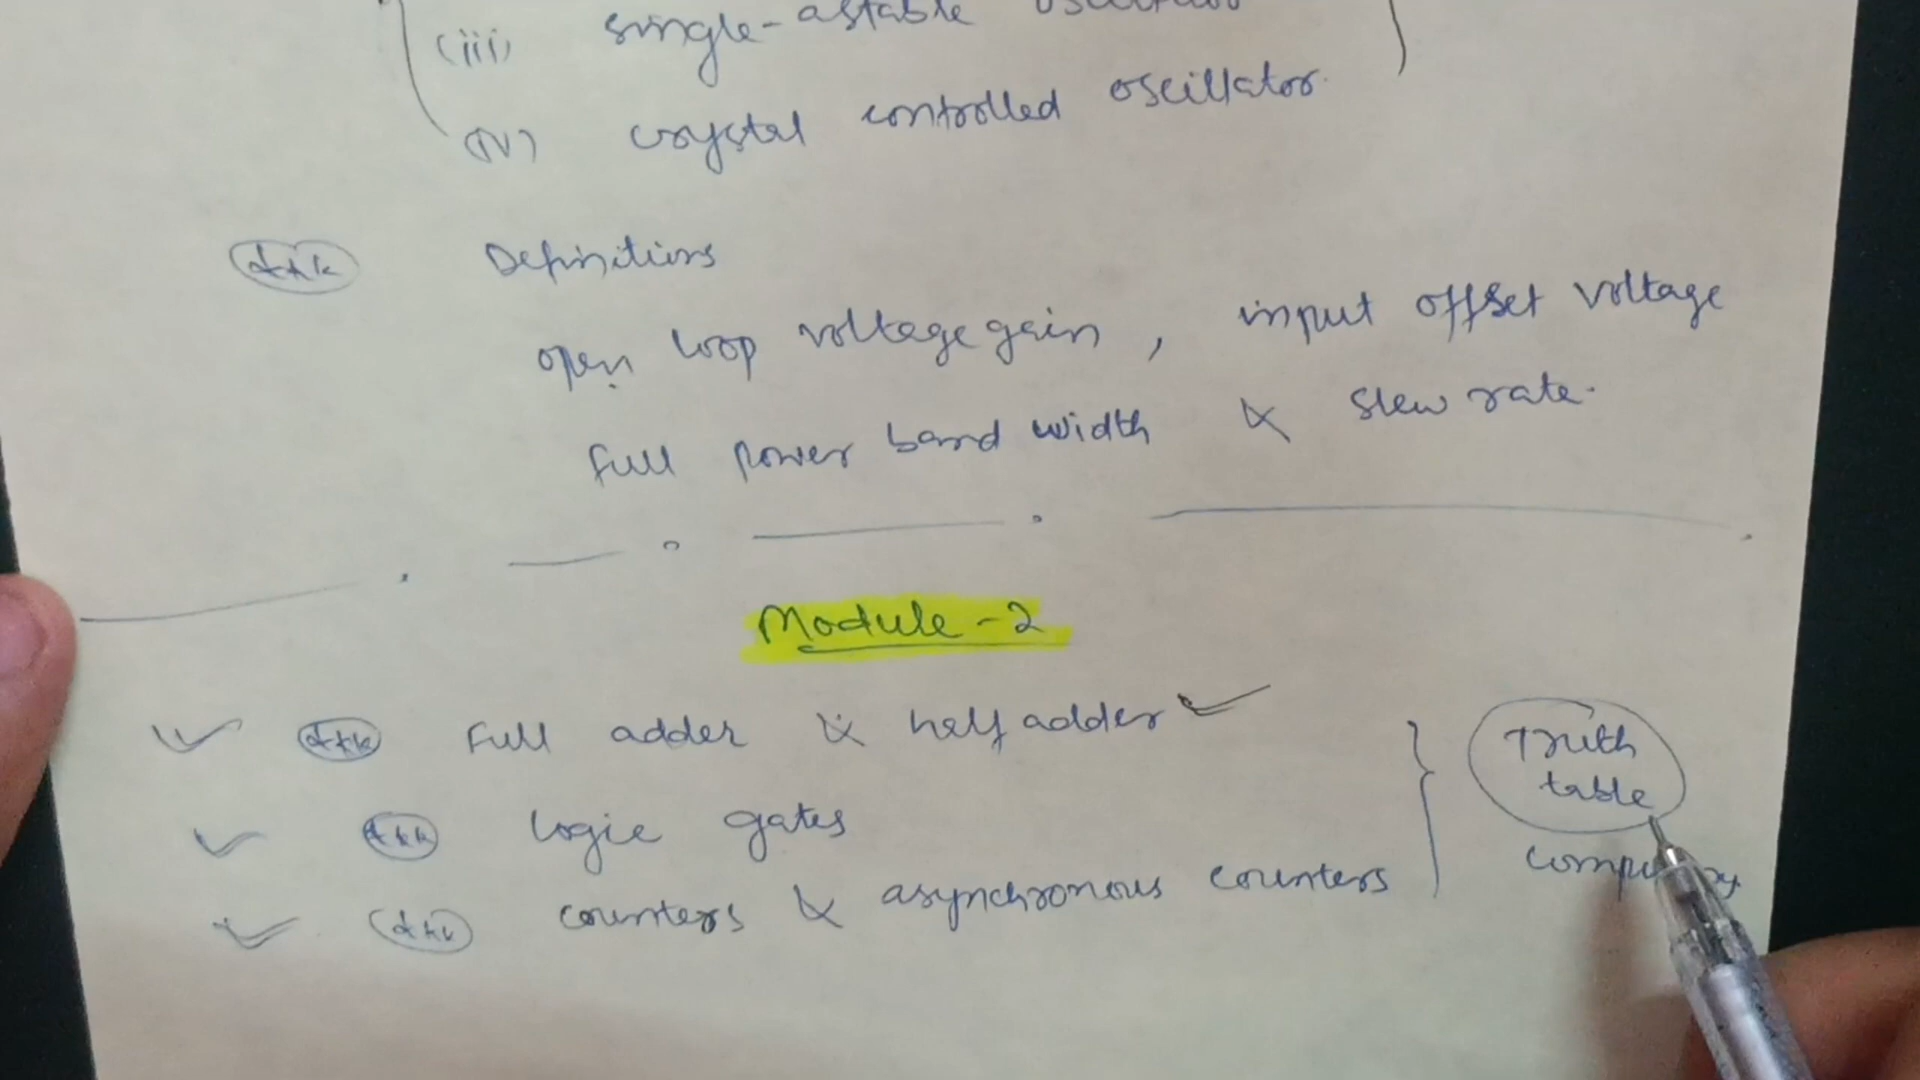 (iii) single-astable
(iv) crystal controlled oscillator.
*** Definitions
open loop voltage gain, input offset voltage
full power band width & slew rate.
Module-2
*** Full adder & half adder
*** logic gates
*** counters & asynchronous counters
Truth
table